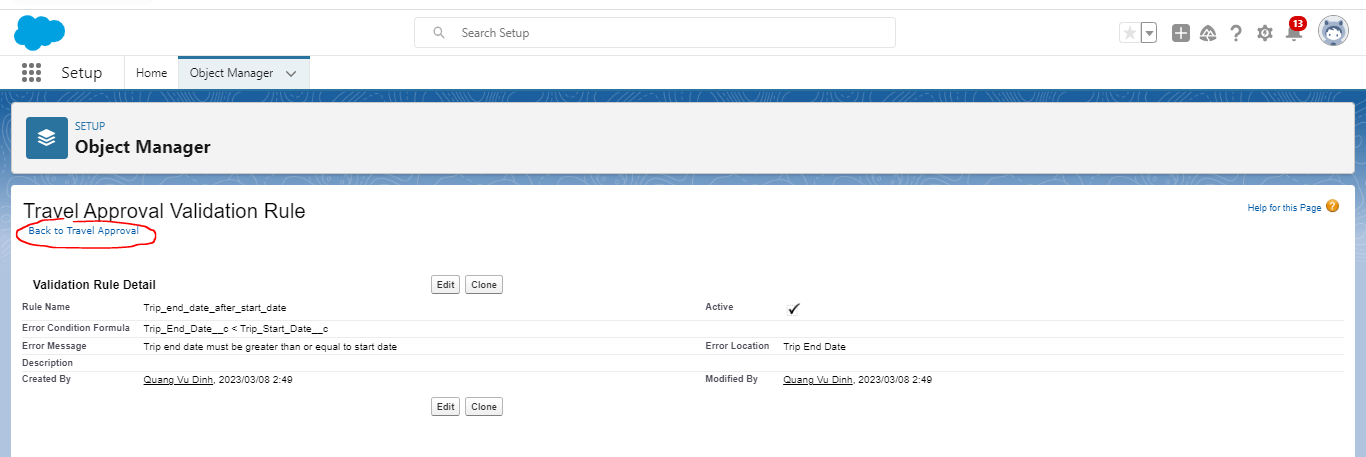 Search Setup
13
Setup
Home
Object Manager
SETUP
Object Manager
Travel Approval Validation Rule
Help for this Page ?
Back to Travel Approval
Validation Rule Detail
Edit Clone
Rule Name Trip_end_date_after_start_date Active
Error Condition Formula Trip_End_Date__c < Trip_Start_Date__c
Error Message Trip end date must be greater than or equal to start date Error Location Trip End Date
Description
Created By Quang Vu Dinh, 2023/03/08 2:49 Modified By Quang Vu Dinh, 2023/03/08 2:49
Edit Clone